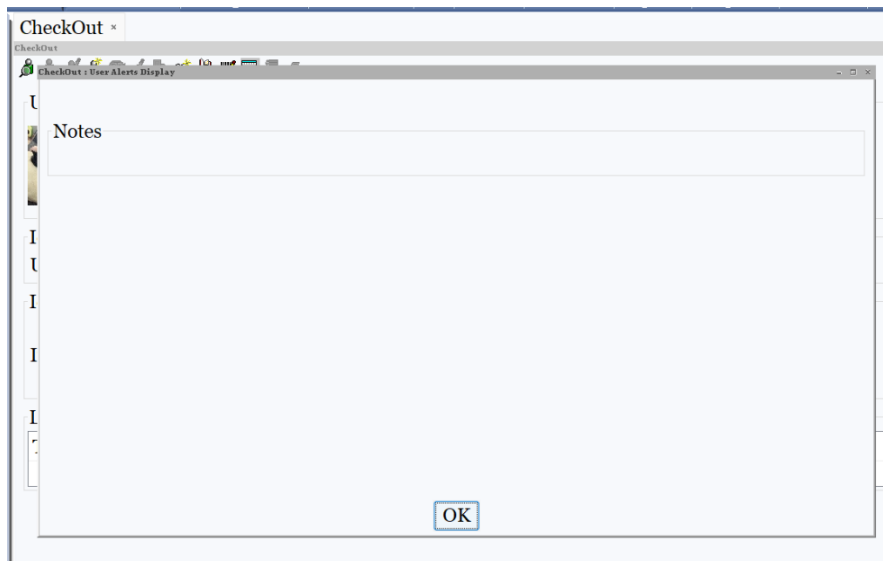 CheckOut ×
CheckOut
CheckOut : User Alerts Display
U
Notes
I
U
I
I
L
OK